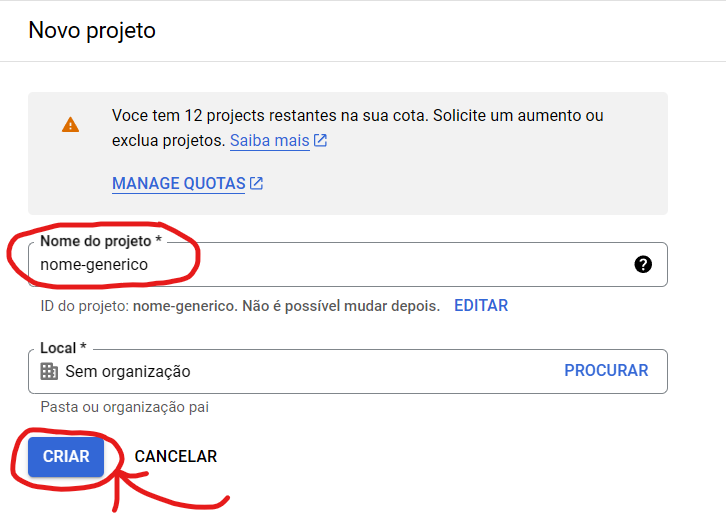 Novo projeto
Voce tem 12 projects restantes na sua cota. Solicite um aumento ou
exclua projetos. Saiba mais
MANAGE QUOTAS
Nome do projeto *
nome-generico
ID do projeto: nome-generico. Não é possível mudar depois. EDITAR
Local *
Sem organização PROCURAR
Pasta ou organização pai
CRIAR CANCELAR